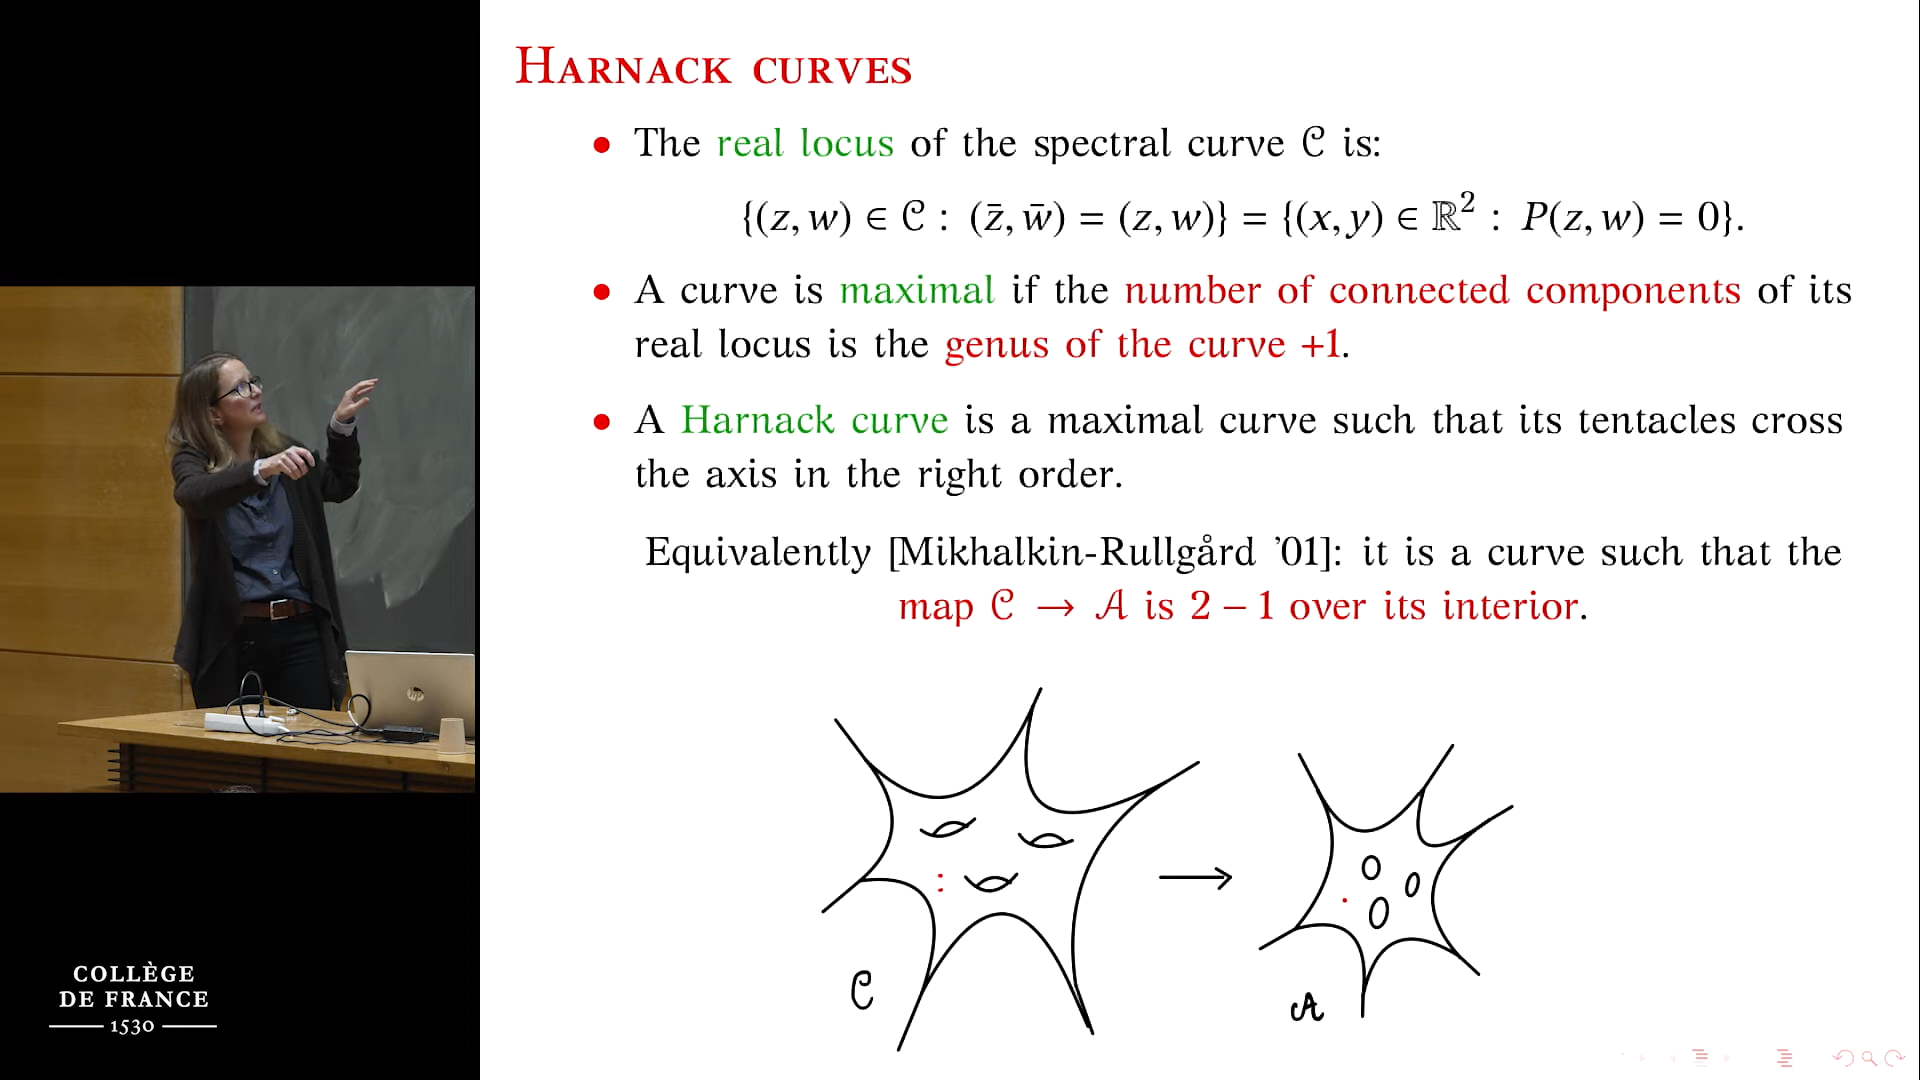 HARNACK CURVES
• The real locus of the spectral curve 𝒞 is:
{(z, w) ∈ 𝒞 : (z̄, w̄) = (z, w)} = {(x, y) ∈ ℝ² : P(z, w) = 0}.
• A curve is maximal if the number of connected components of its
real locus is the genus of the curve +1.
• A Harnack curve is a maximal curve such that its tentacles cross
the axis in the right order.
Equivalently [Mikhalkin-Rullgård '01]: it is a curve such that the
map 𝒞 → 𝒜 is 2 − 1 over its interior.
𝒞
𝒜
hp
COLLÈGE
DE FRANCE
1530